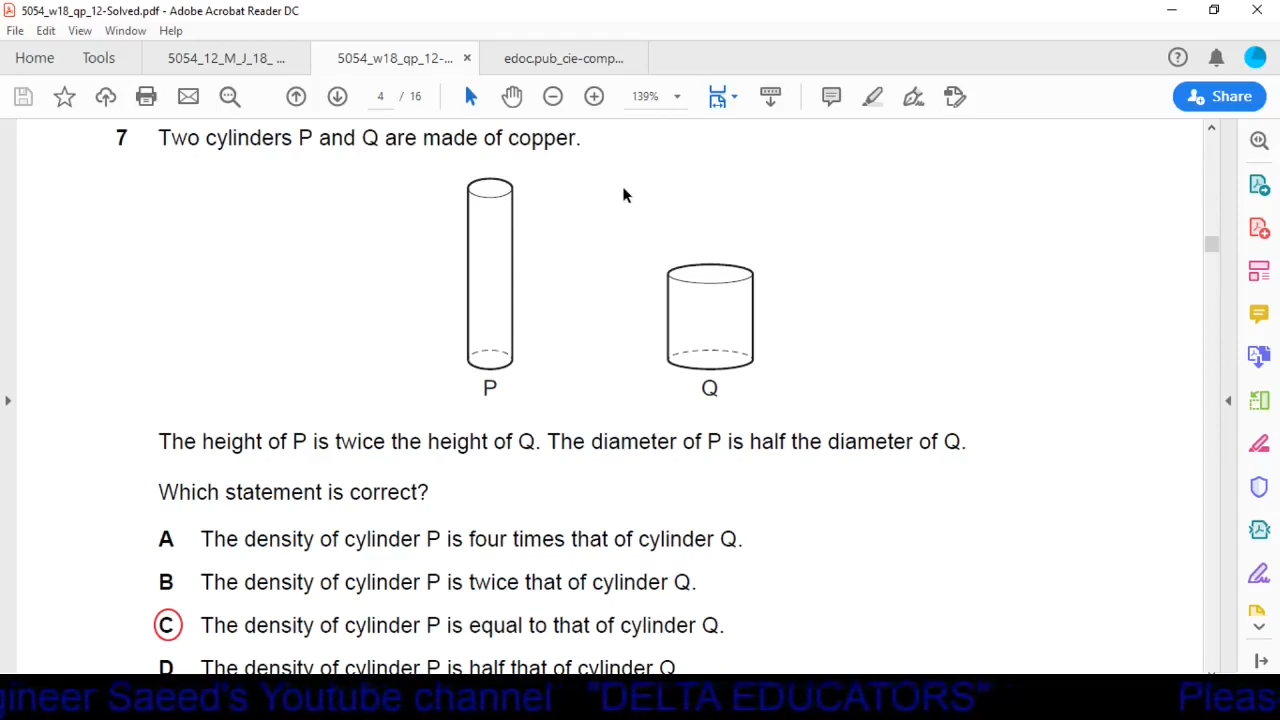 5054_w18_qp_12-Solved.pdf - Adobe Acrobat Reader DC
File Edit View Window Help
Home Tools 5054_12_M_J_18_ ... 5054_w18_qp_12-... × edoc.pub_cie-comp...
4 / 16 139% Share
7 Two cylinders P and Q are made of copper.
P Q
The height of P is twice the height of Q. The diameter of P is half the diameter of Q.
Which statement is correct?
A The density of cylinder P is four times that of cylinder Q.
B The density of cylinder P is twice that of cylinder Q.
C The density of cylinder P is equal to that of cylinder Q.
D The density of cylinder P is half that of cylinder Q
gineer Saeed's Youtube channel "DELTA EDUCATORS" Pleas